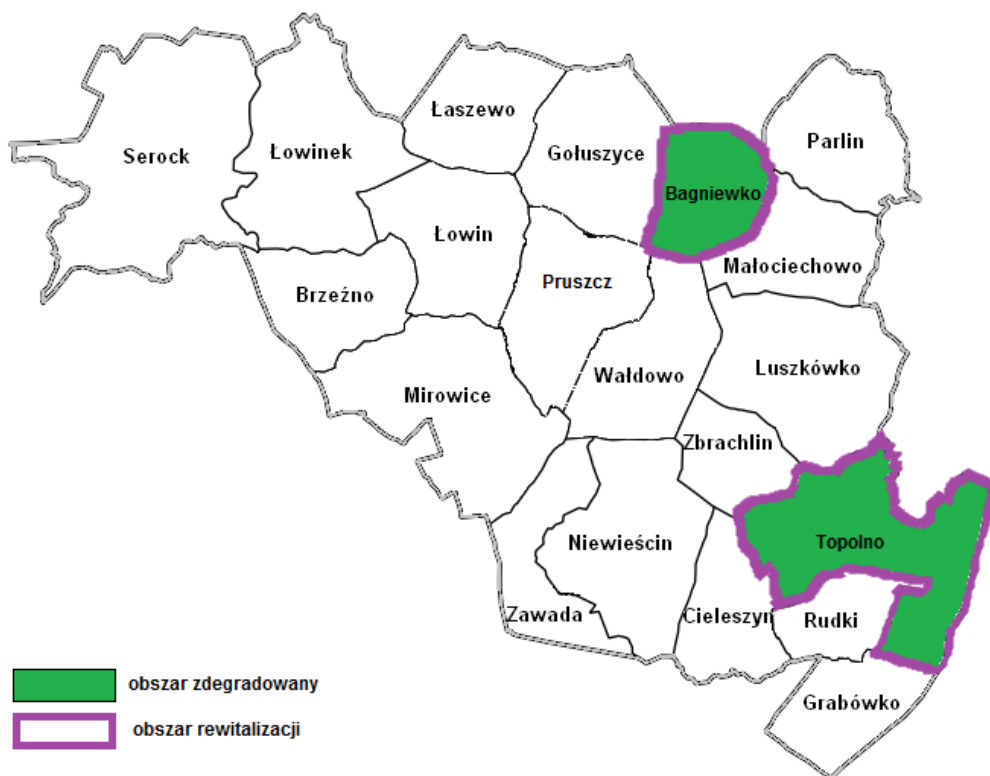 Łaszewo
Parlin
Serock
Łowinek
Gołuszyce
Bagniewko
Łowin
Małociechowo
Pruszcz
Brzeźno
Luszkówko
Wałdowo
Mirowice
Zbrachlin
Niewieścin
Topolno
Zawada
Cieleszyn
Rudki
Grabówko
obszar zdegradowany
obszar rewitalizacji